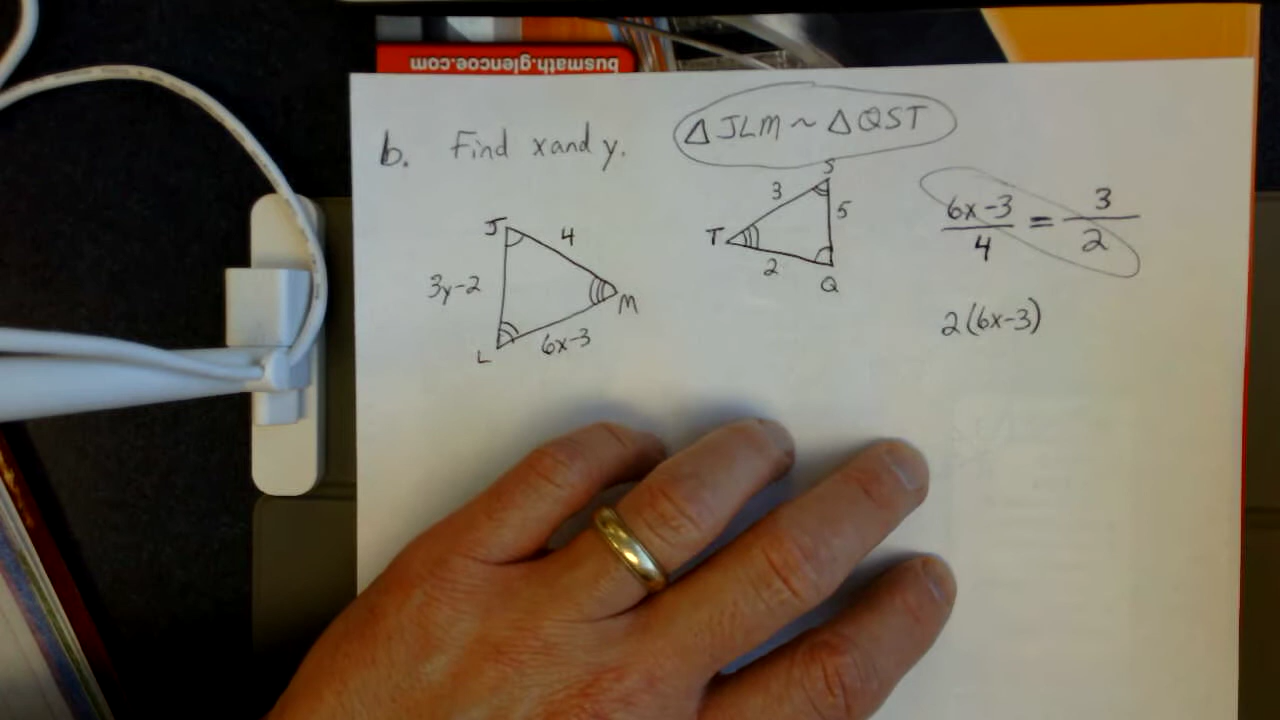 busmath.glencoe.com
b. Find x and y. △JLM ~ △QST
J 4 M 6x-3 L 3y-2
S 5 Q 2 T 3
6x-3/4 = 3/2
2(6x-3)